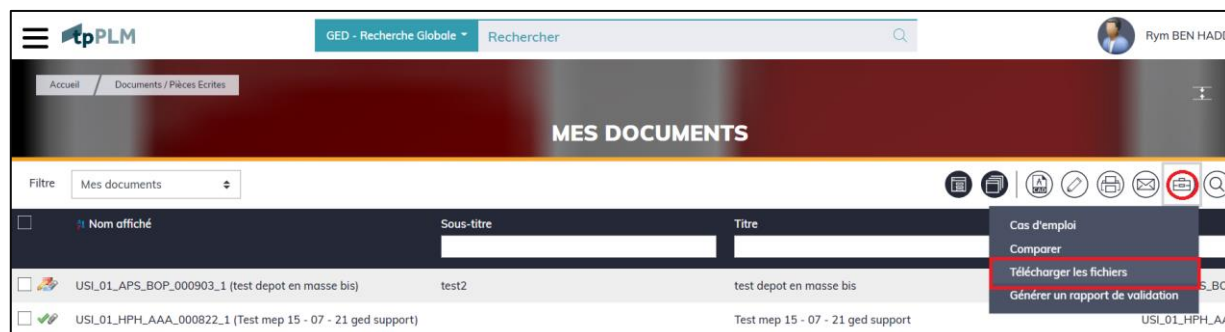 tpPLM GED - Recherche Globale Rechercher Rym BEN HADD
Accueil / Documents / Pièces Ecrites
MES DOCUMENTS
Filtre Mes documents
CAO
Nom affiché Sous-titre Titre
Cas d'emploi
Comparer
Télécharger les fichiers
Générer un rapport de validation
USI_01_APS_BOP_000903_1 (test depot en masse bis) test2 test depot en masse bis S_BO
USI_01_HPH_AAA_000822_1 (Test mep 15 - 07 - 21 ged support) Test mep 15 - 07 - 21 ged support USI_01_HPH_AA